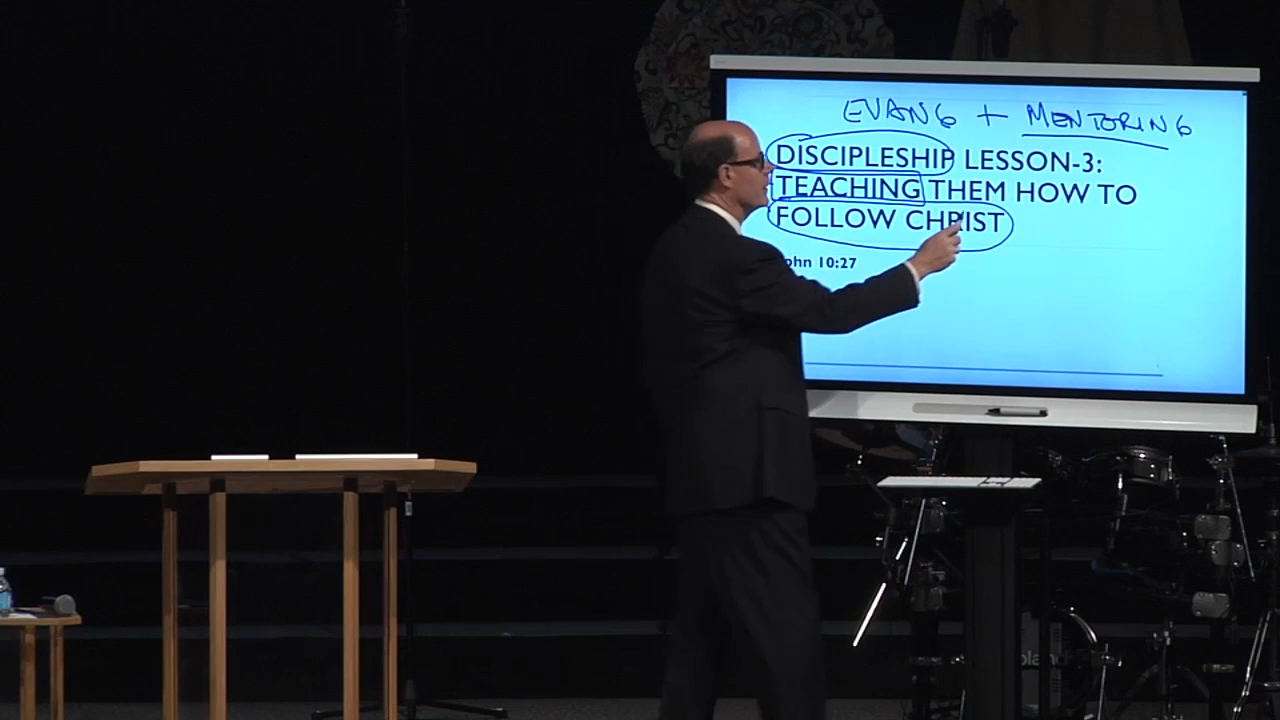 EVANG + MENTORING
DISCIPLESHIP LESSON-3:
TEACHING THEM HOW TO
FOLLOW CHRIST
ohn 10:27